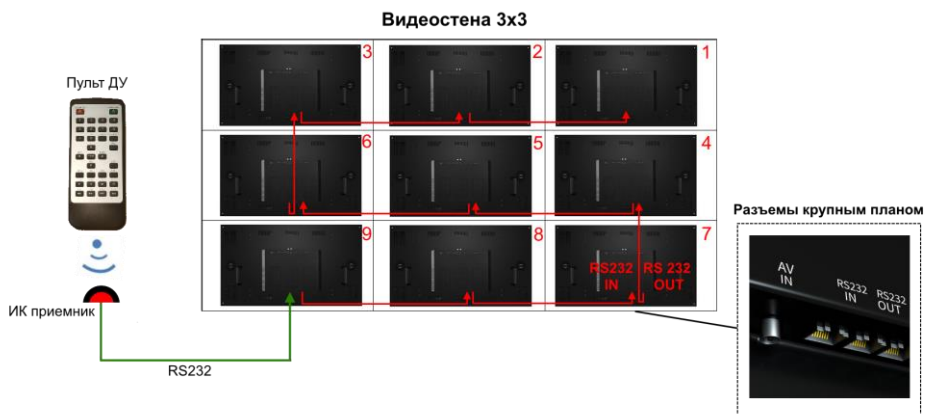 Видеостена 3x3
3
2
1
Пульт ДУ
6
5
4
Разъемы крупным планом
9
8
7
RS232
IN
RS 232
OUT
AV
IN
RS232
IN
RS232
OUT
ИК приемник
RS232